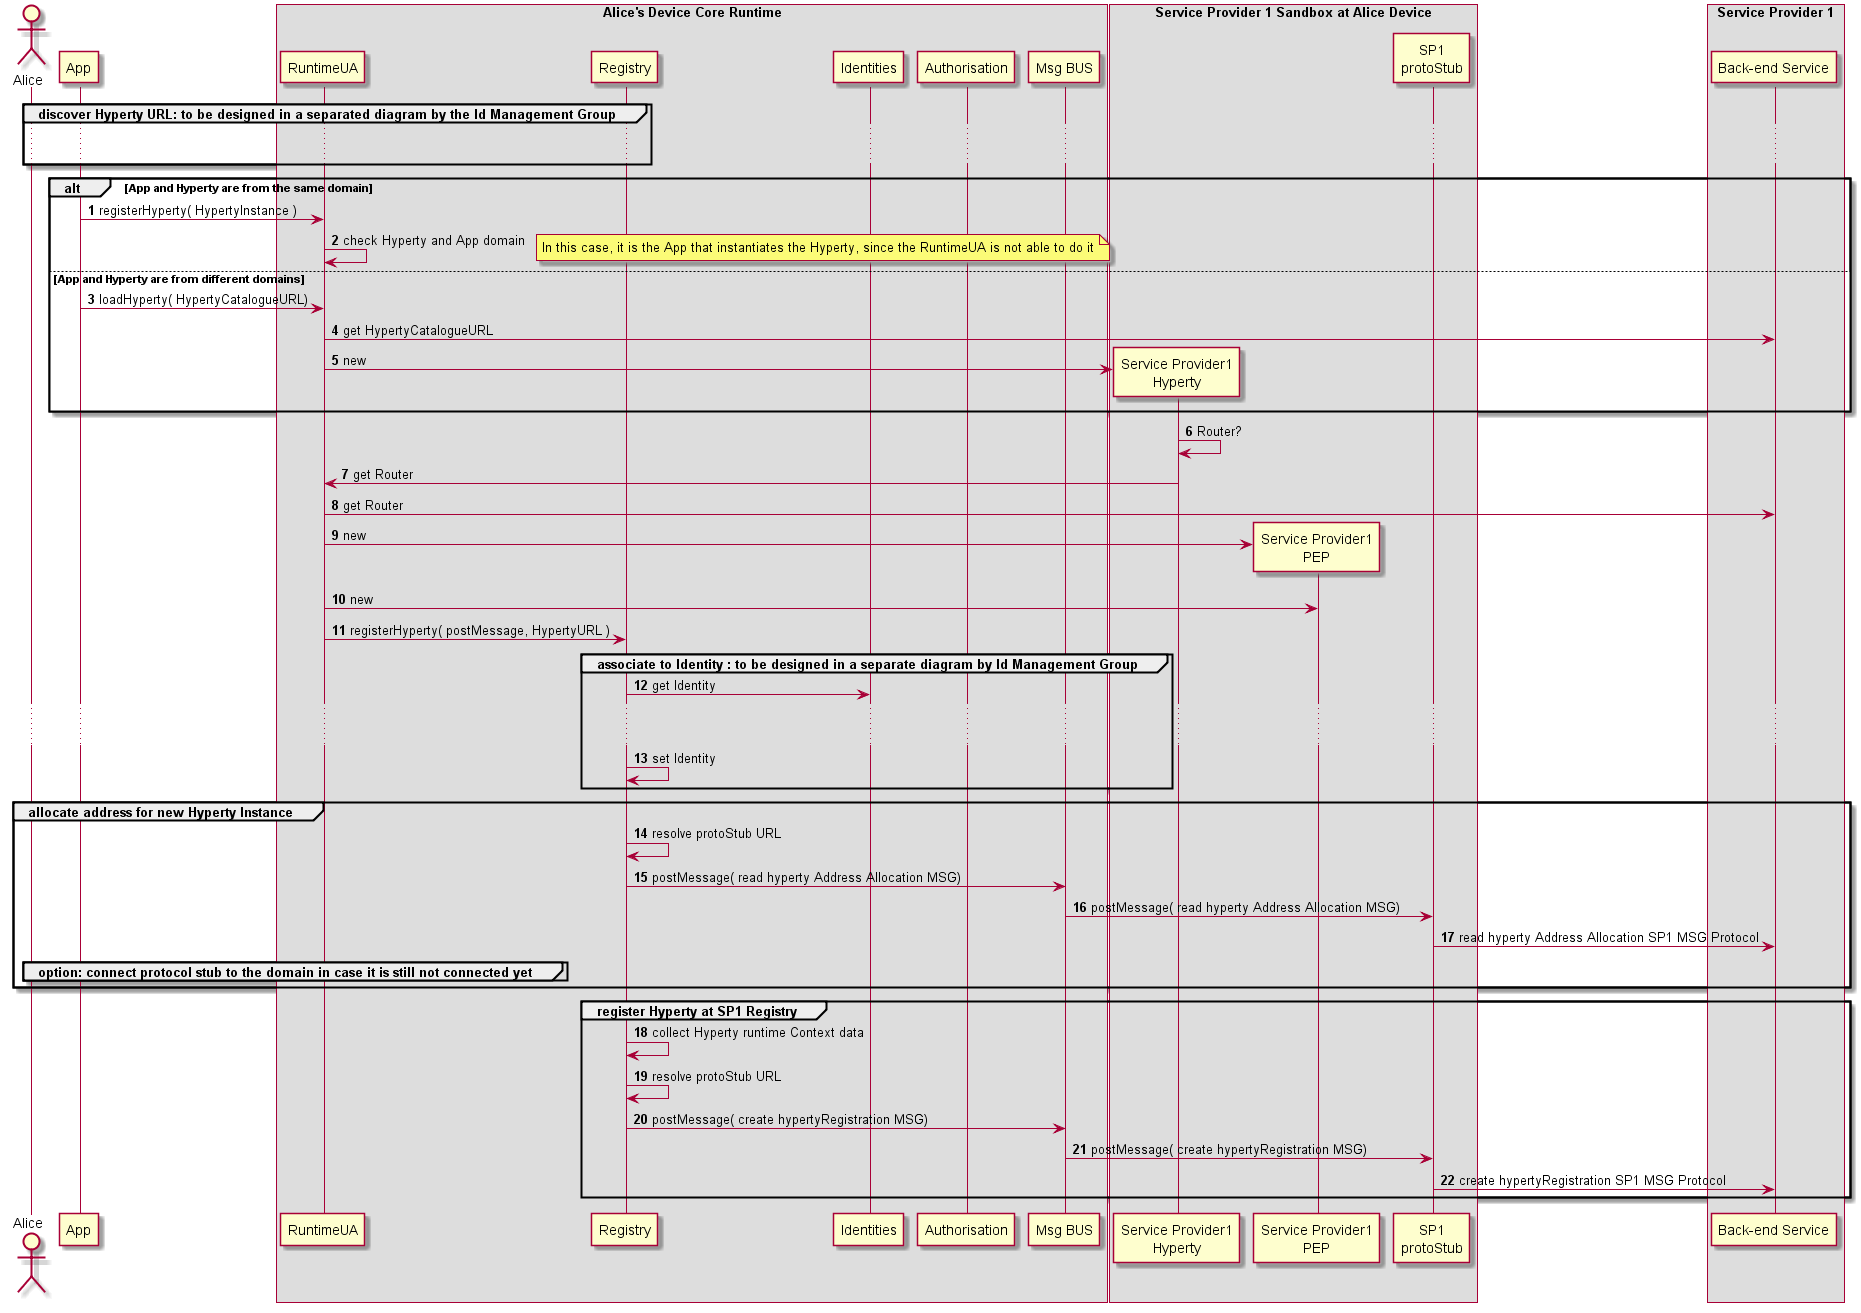 Alice's Device Core Runtime
Service Provider 1 Sandbox at Alice Device
Service Provider 1
Alice
App
RuntimeUA
Registry
Identities
Authorisation
Msg BUS
SP1
protoStub
Back-end Service
discover Hyperty URL: to be designed in a separated diagram by the Id Management Group
alt
[App and Hyperty are from the same domain]
1 registerHyperty( HypertyInstance )
2 check Hyperty and App domain
In this case, it is the App that instantiates the Hyperty, since the RuntimeUA is not able to do it
[App and Hyperty are from different domains]
3 loadHyperty( HypertyCatalogueURL)
4 get HypertyCatalogueURL
5 new
Service Provider1
Hyperty
6 Router?
7 get Router
8 get Router
9 new
Service Provider1
PEP
10 new
11 registerHyperty( postMessage, HypertyURL )
associate to Identity : to be designed in a separate diagram by Id Management Group
12 get Identity
13 set Identity
allocate address for new Hyperty Instance
14 resolve protoStub URL
15 postMessage( read hyperty Address Allocation MSG)
16 postMessage( read hyperty Address Allocation MSG)
17 read hyperty Address Allocation SP1 MSG Protocol
option: connect protocol stub to the domain in case it is still not connected yet
register Hyperty at SP1 Registry
18 collect Hyperty runtime Context data
19 resolve protoStub URL
20 postMessage( create hypertyRegistration MSG)
21 postMessage( create hypertyRegistration MSG)
22 create hypertyRegistration SP1 MSG Protocol
Alice
App
RuntimeUA
Registry
Identities
Authorisation
Msg BUS
Service Provider1
Hyperty
Service Provider1
PEP
SP1
protoStub
Back-end Service